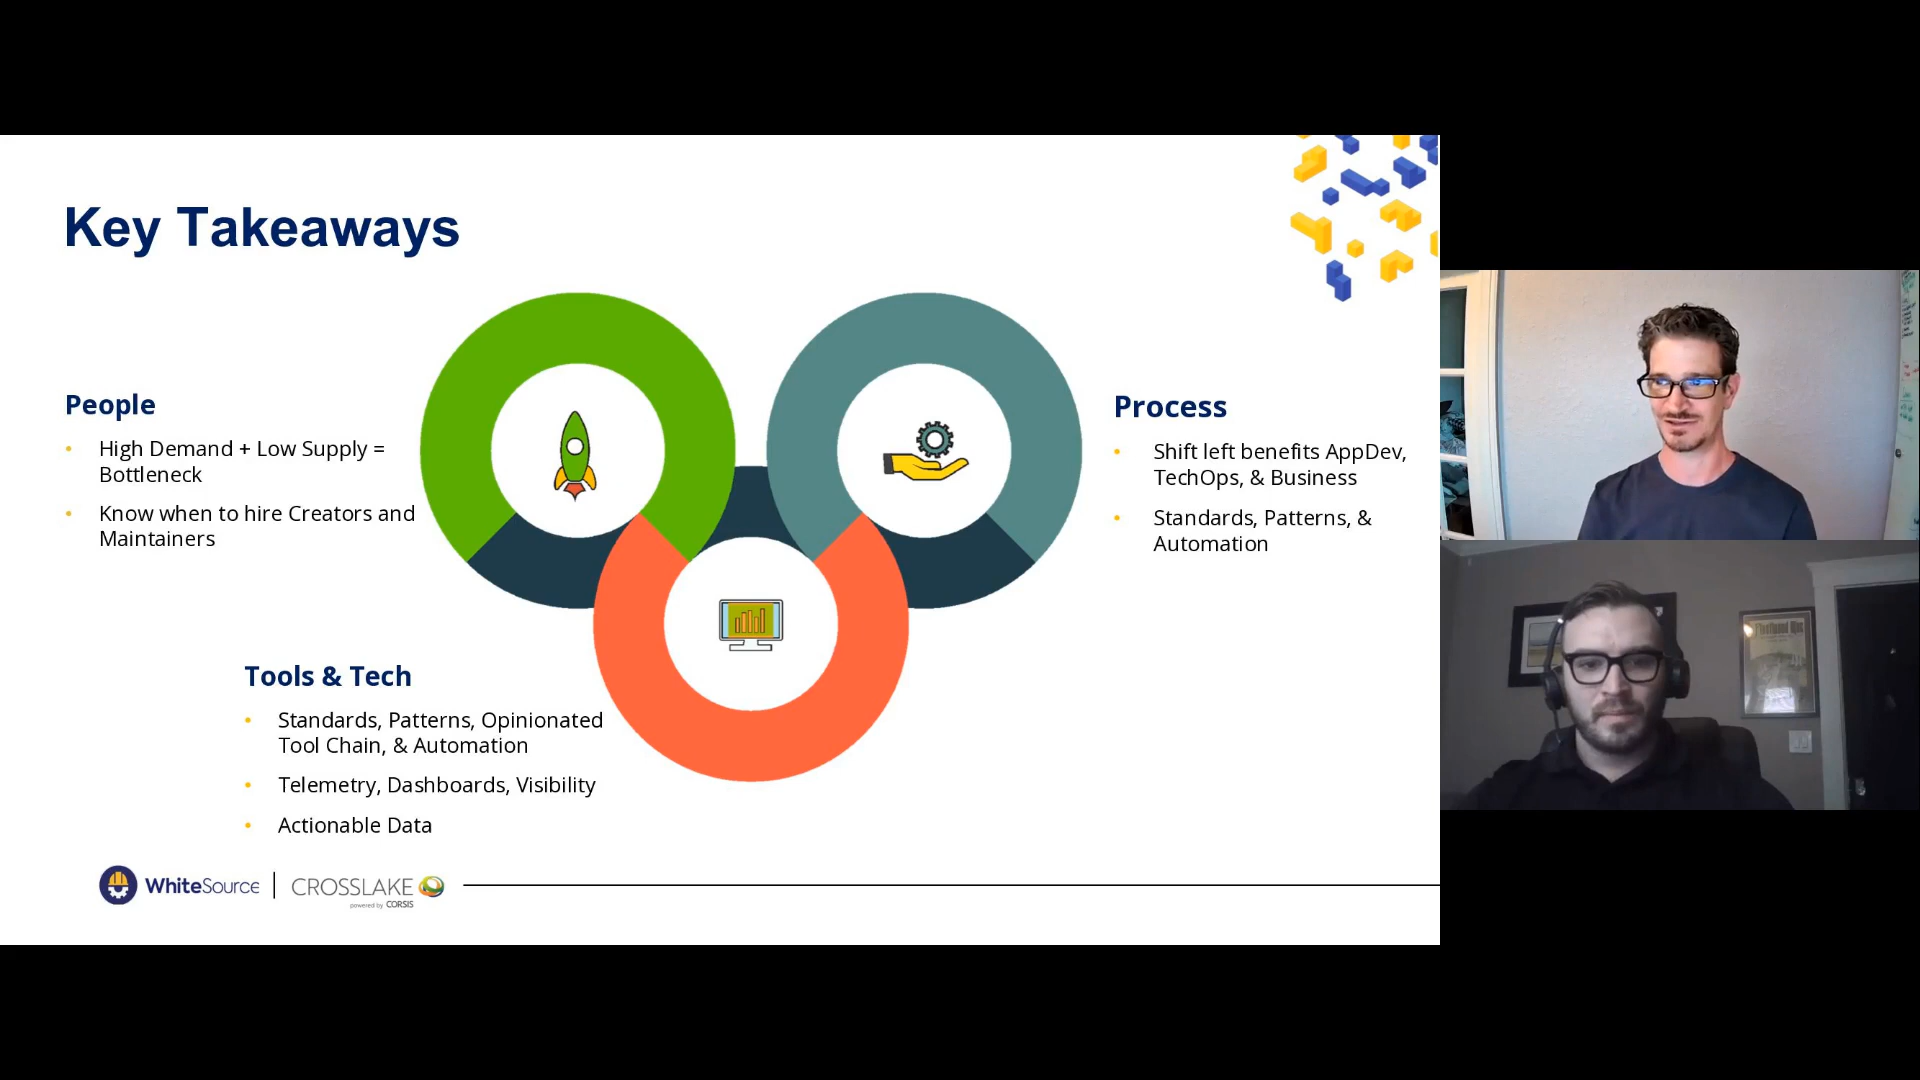 Key Takeaways
People
• High Demand + Low Supply =
Bottleneck
• Know when to hire Creators and
Maintainers
Process
• Shift left benefits AppDev,
TechOps, & Business
• Standards, Patterns, &
Automation
Tools & Tech
• Standards, Patterns, Opinionated
Tool Chain, & Automation
• Telemetry, Dashboards, Visibility
• Actionable Data
WhiteSource
CROSSLAKE
powered by CORSIS